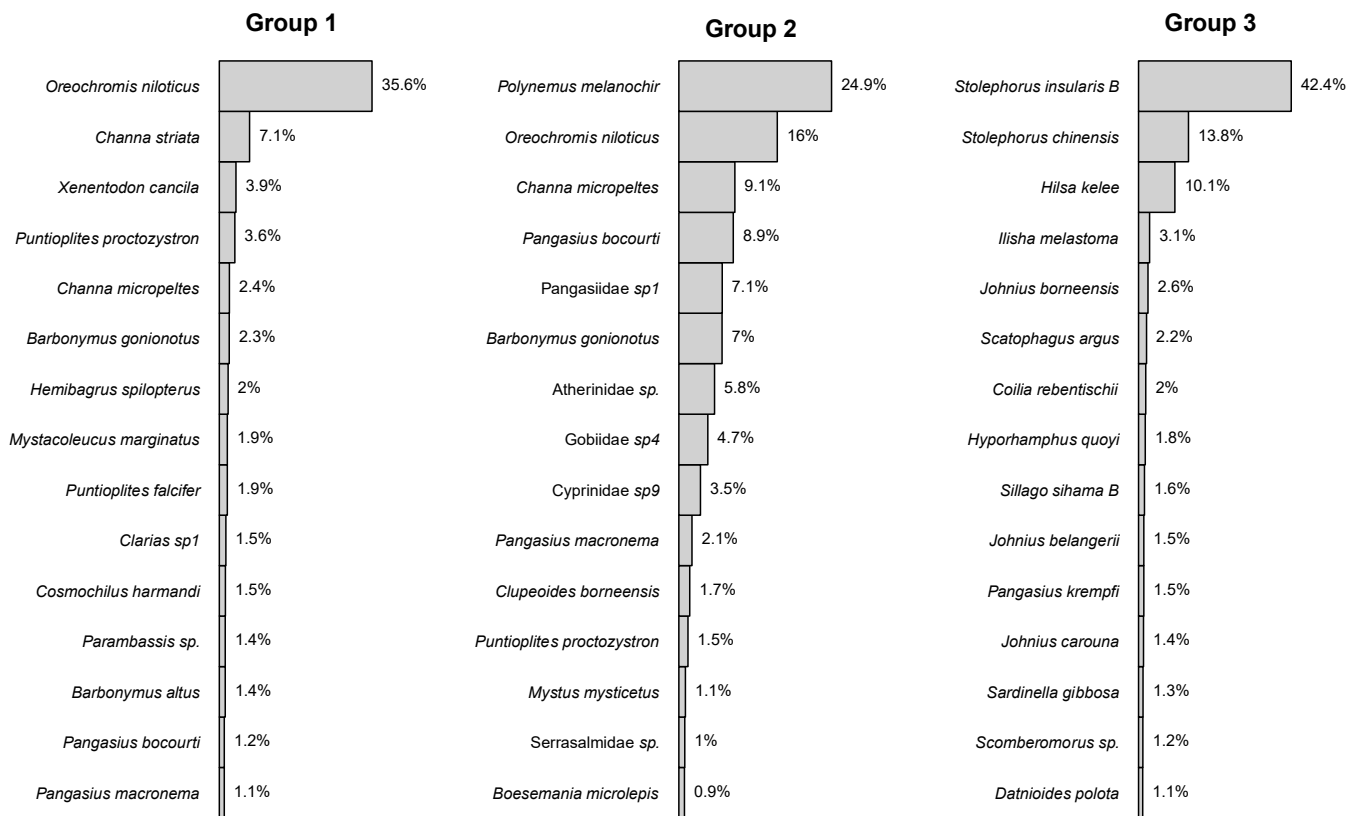 Group 1
Oreochromis niloticus 35.6%
Channa striata 7.1%
Xenentodon cancila 3.9%
Puntioplites proctozystron 3.6%
Channa micropeltes 2.4%
Barbonymus gonionotus 2.3%
Hemibagrus spilopterus 2%
Mystacoleucus marginatus 1.9%
Puntioplites falcifer 1.9%
Clarias sp1 1.5%
Cosmochilus harmandi 1.5%
Parambassis sp. 1.4%
Barbonymus altus 1.4%
Pangasius bocourti 1.2%
Pangasius macronema 1.1%
Group 2
Polynemus melanochir 24.9%
Oreochromis niloticus 16%
Channa micropeltes 9.1%
Pangasius bocourti 8.9%
Pangasiidae sp1 7.1%
Barbonymus gonionotus 7%
Atherinidae sp. 5.8%
Gobiidae sp4 4.7%
Cyprinidae sp9 3.5%
Pangasius macronema 2.1%
Clupeoides borneensis 1.7%
Puntioplites proctozystron 1.5%
Mystus mysticetus 1.1%
Serrasalmidae sp. 1%
Boesemania microlepis 0.9%
Group 3
Stolephorus insularis B 42.4%
Stolephorus chinensis 13.8%
Hilsa kelee 10.1%
Ilisha melastoma 3.1%
Johnius borneensis 2.6%
Scatophagus argus 2.2%
Coilia rebentischii 2%
Hyporhamphus quoyi 1.8%
Sillago sihama B 1.6%
Johnius belangerii 1.5%
Pangasius krempfi 1.5%
Johnius carouna 1.4%
Sardinella gibbosa 1.3%
Scomberomorus sp. 1.2%
Datnioides polota 1.1%